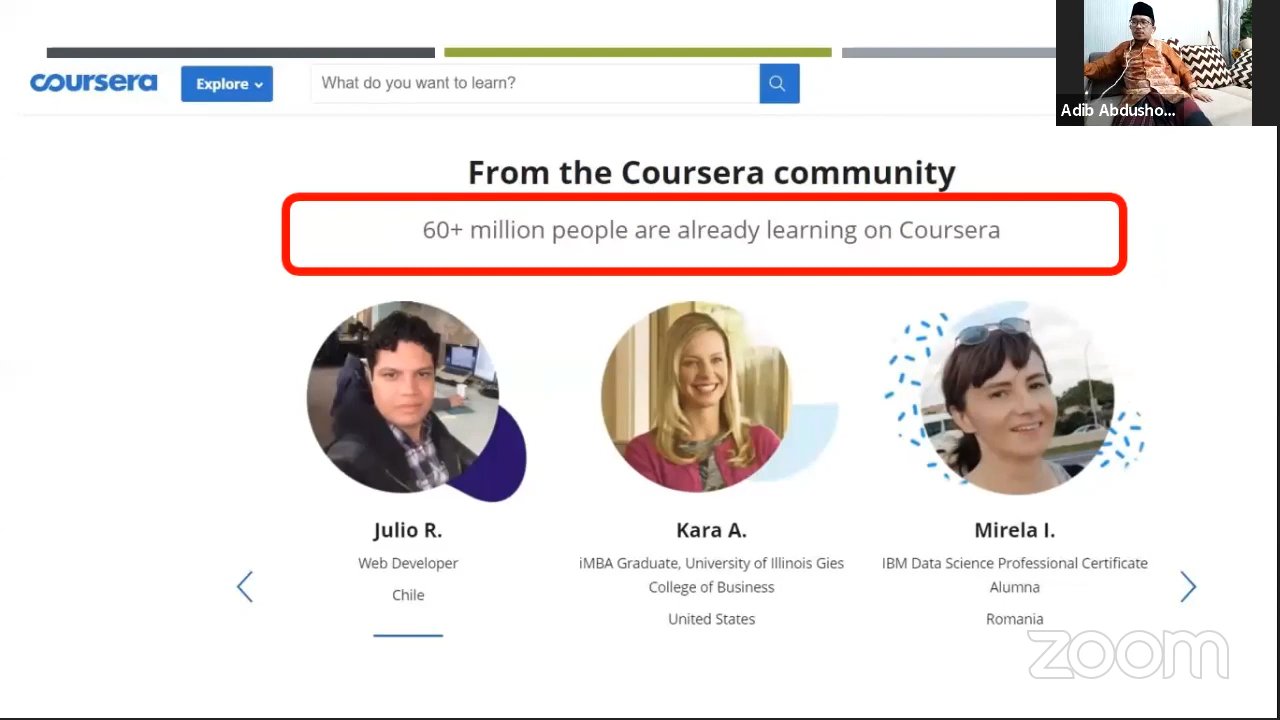 coursera
Explore
What do you want to learn?
Adib Abdusho...
From the Coursera community
60+ million people are already learning on Coursera
Julio R.
Web Developer
Chile
Kara A.
iMBA Graduate, University of Illinois Gies
College of Business
United States
Mirela I.
IBM Data Science Professional Certificate
Alumna
Romania
zoom